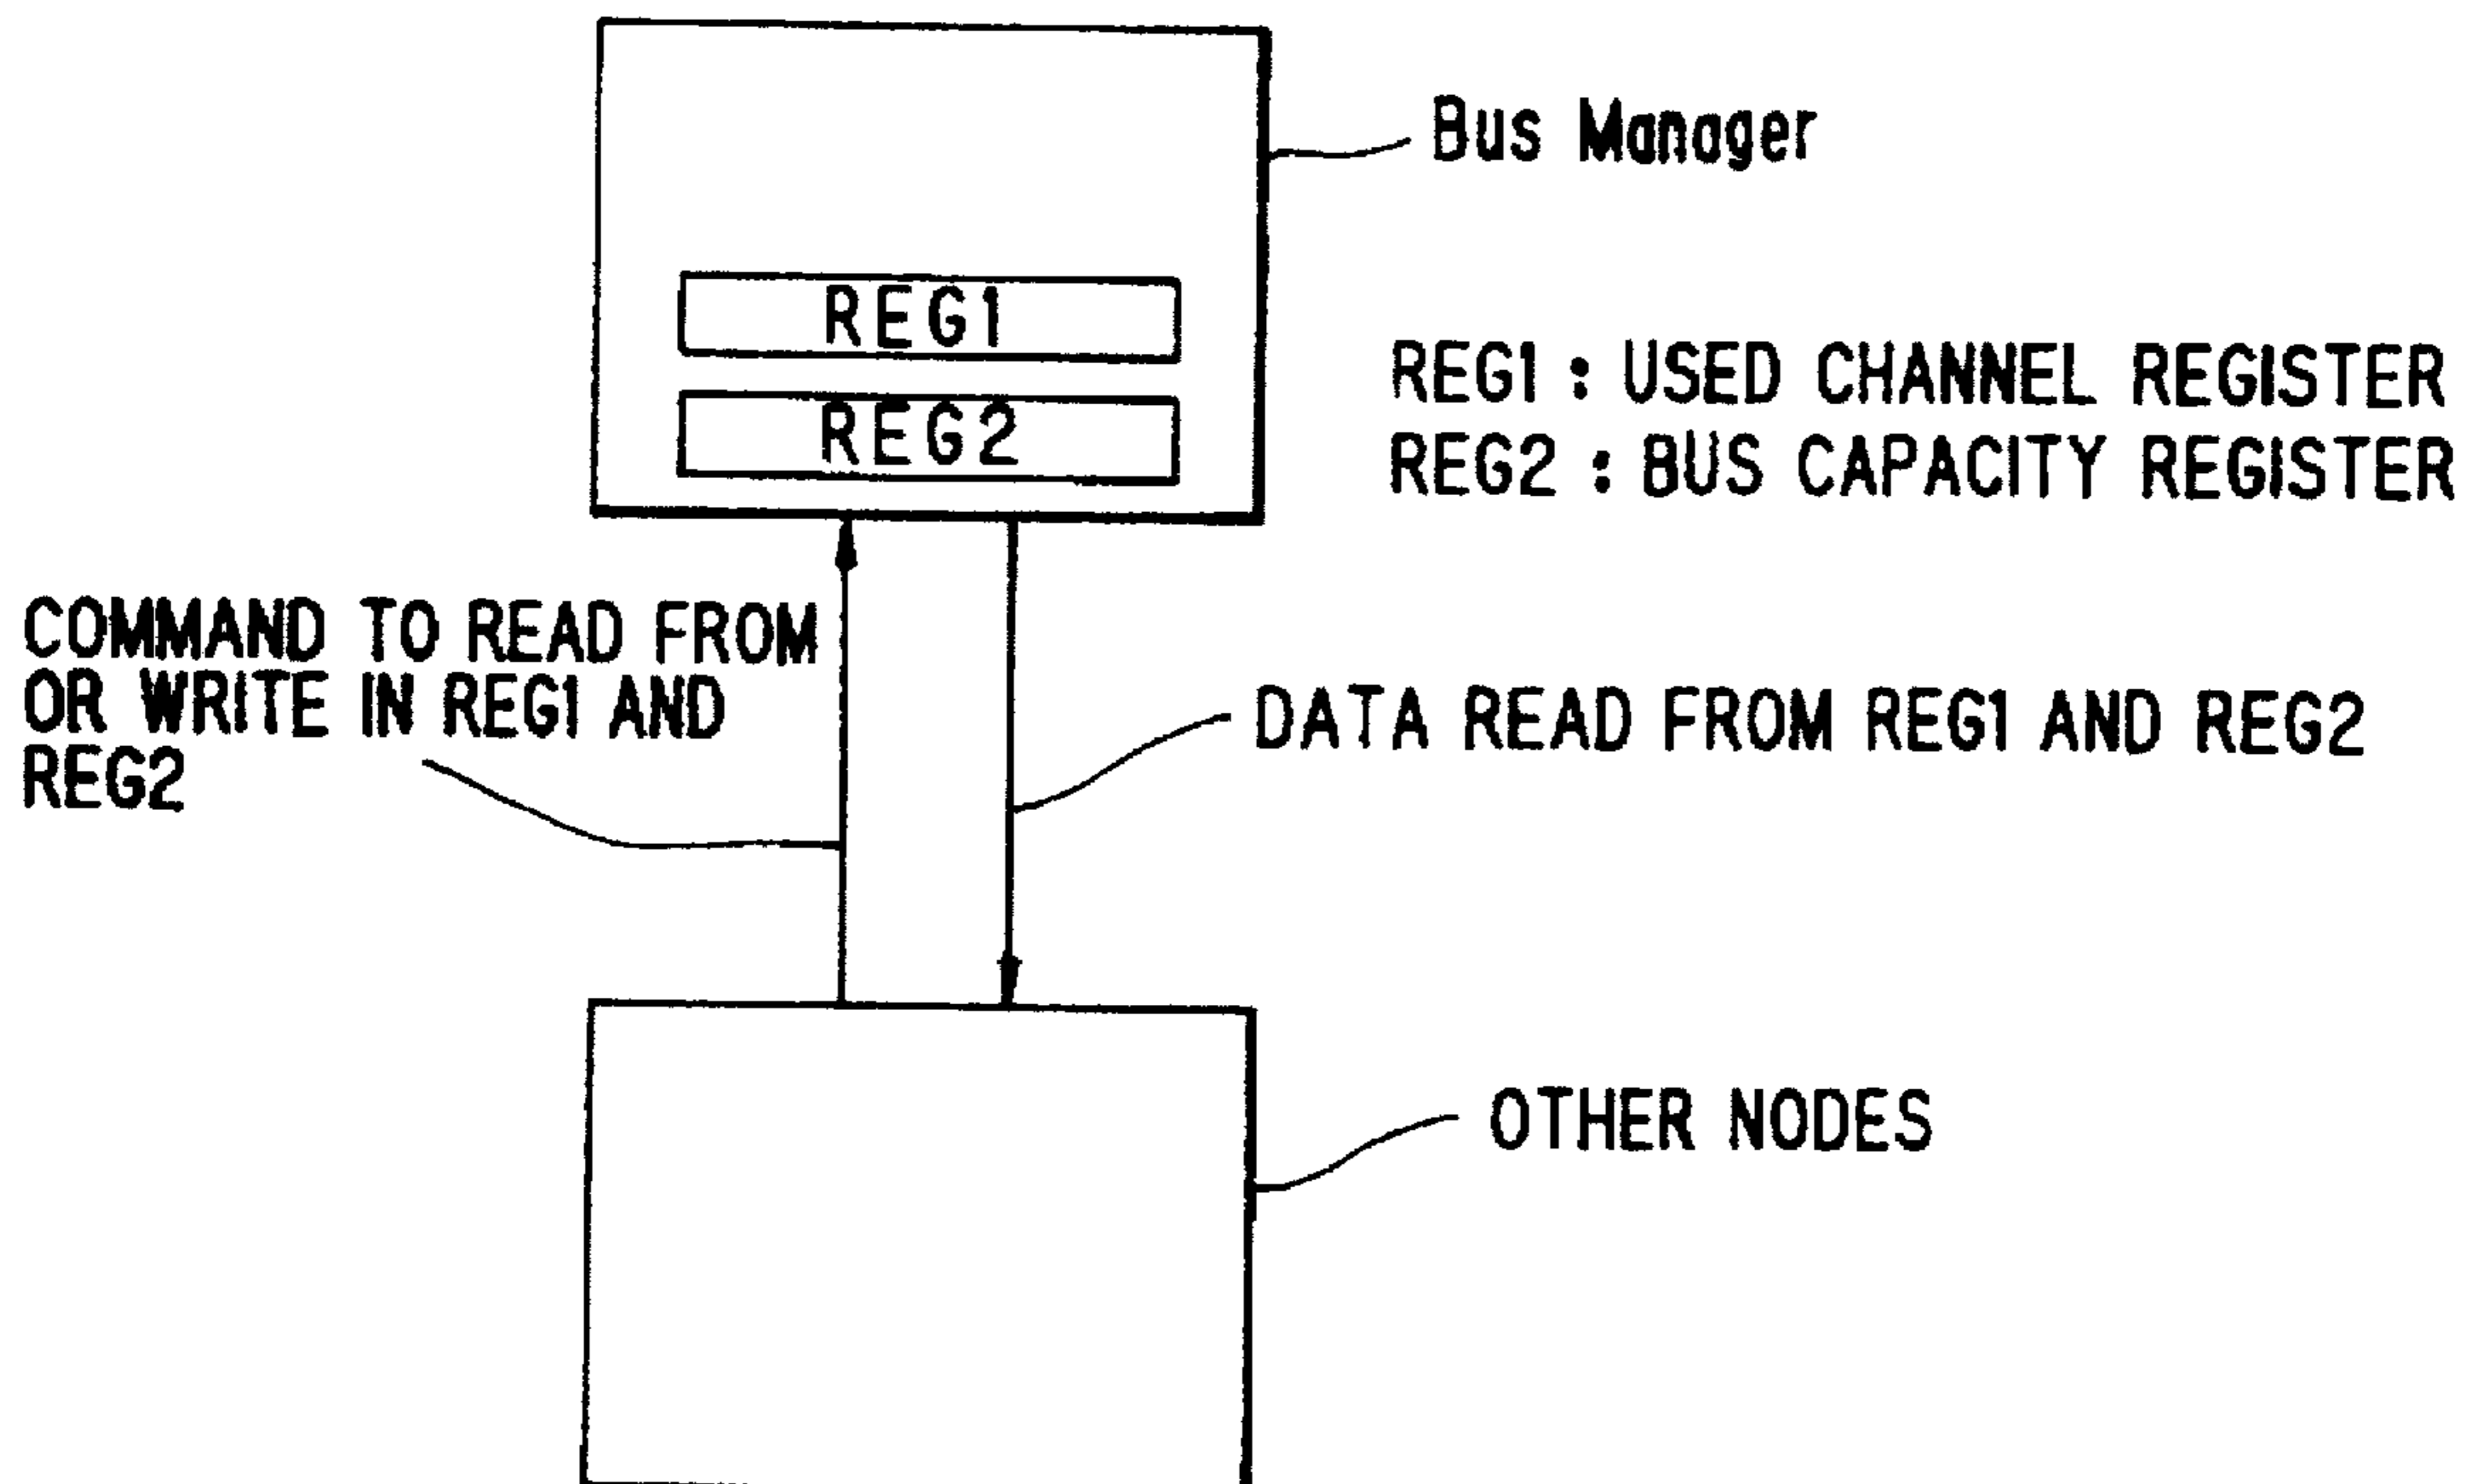 Bus Manager
REG1
REG2
REG1 : USED CHANNEL REGISTER
REG2 : BUS CAPACITY REGISTER
COMMAND TO READ FROM
OR WRITE IN REG1 AND
REG2
DATA READ FROM REG1 AND REG2
OTHER NODES